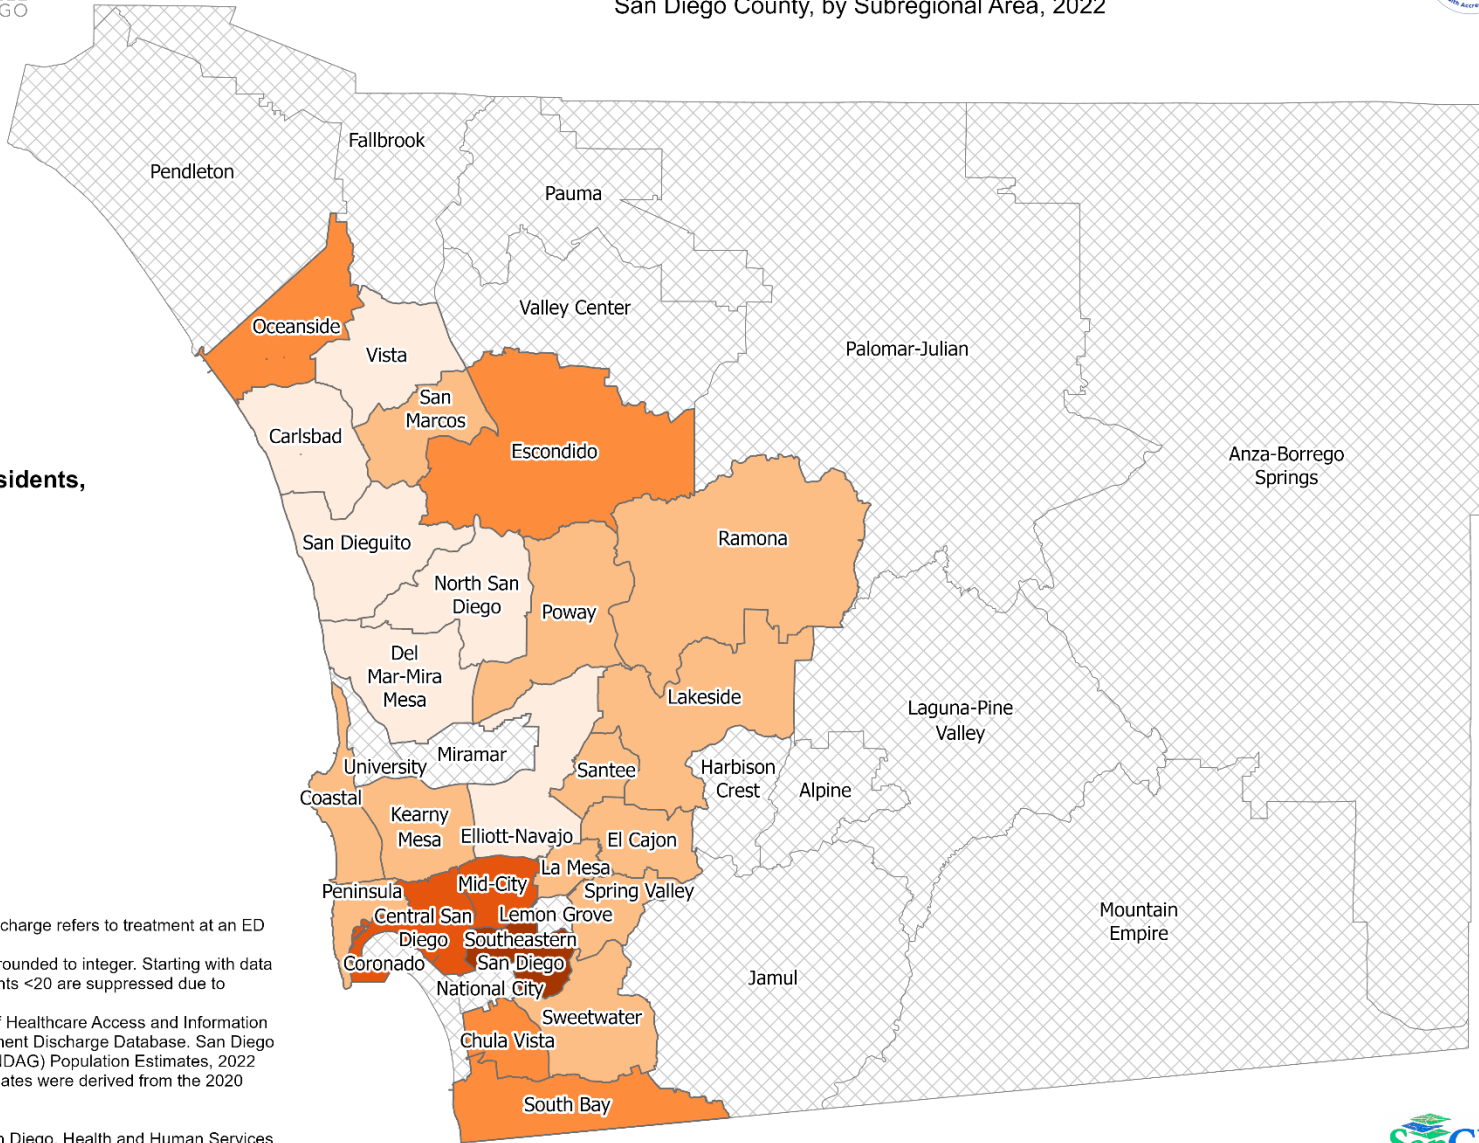 GO
San Diego County, by Subregional Area, 2022
Fallbrook
Pendleton
Pauma
Valley Center
Oceanside
Vista
Palomar-Julian
San
Marcos
Carlsbad
Escondido
Anza-Borrego
Springs
sidents,
San Dieguito
Ramona
North San
Diego
Poway
Del
Mar-Mira
Mesa
Lakeside
Laguna-Pine
Valley
Miramar
University
Santee
Harbison
Crest
Alpine
Coastal
Kearny
Mesa
Elliott-Navajo
El Cajon
La Mesa
Mid-City
Peninsula
Spring Valley
Central San
Diego
Lemon Grove
Mountain
Empire
Southeastern
San Diego
Coronado
National City
Jamul
Sweetwater
Chula Vista
South Bay
charge refers to treatment at an ED
rounded to integer. Starting with data
nts <20 are suppressed due to
f Healthcare Access and Information
ment Discharge Database. San Diego
NDAG) Population Estimates, 2022
ates were derived from the 2020
n Diego, Health and Human Services